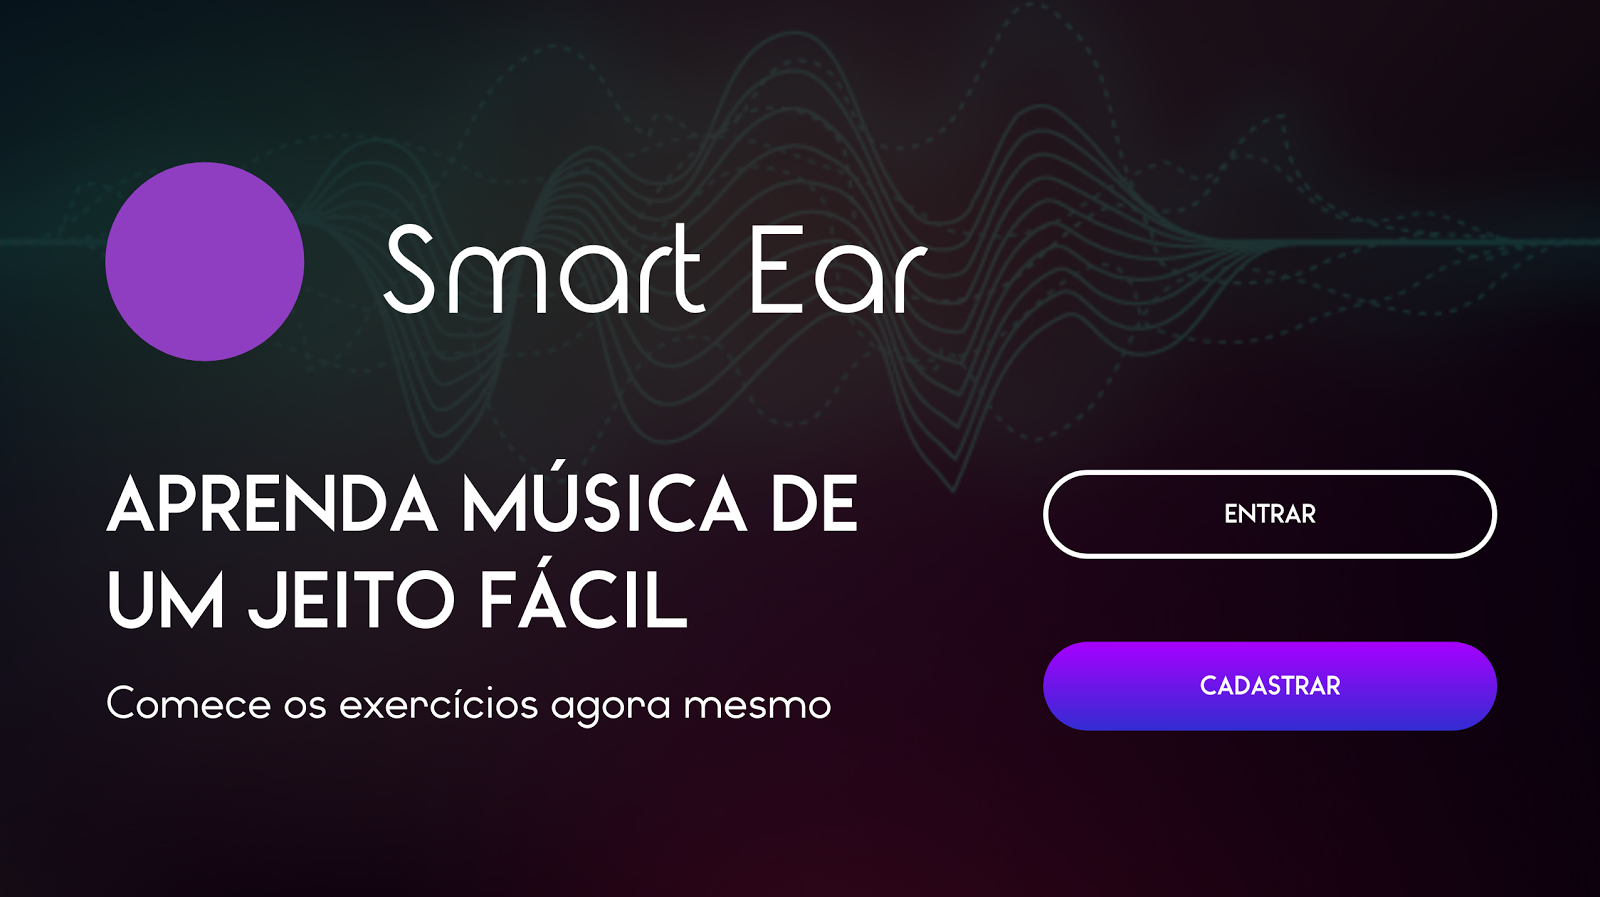 Smart Ear
APRENDA MÚSICA DE
UM JEITO FÁCIL
Comece os exercícios agora mesmo
ENTRAR
CADASTRAR